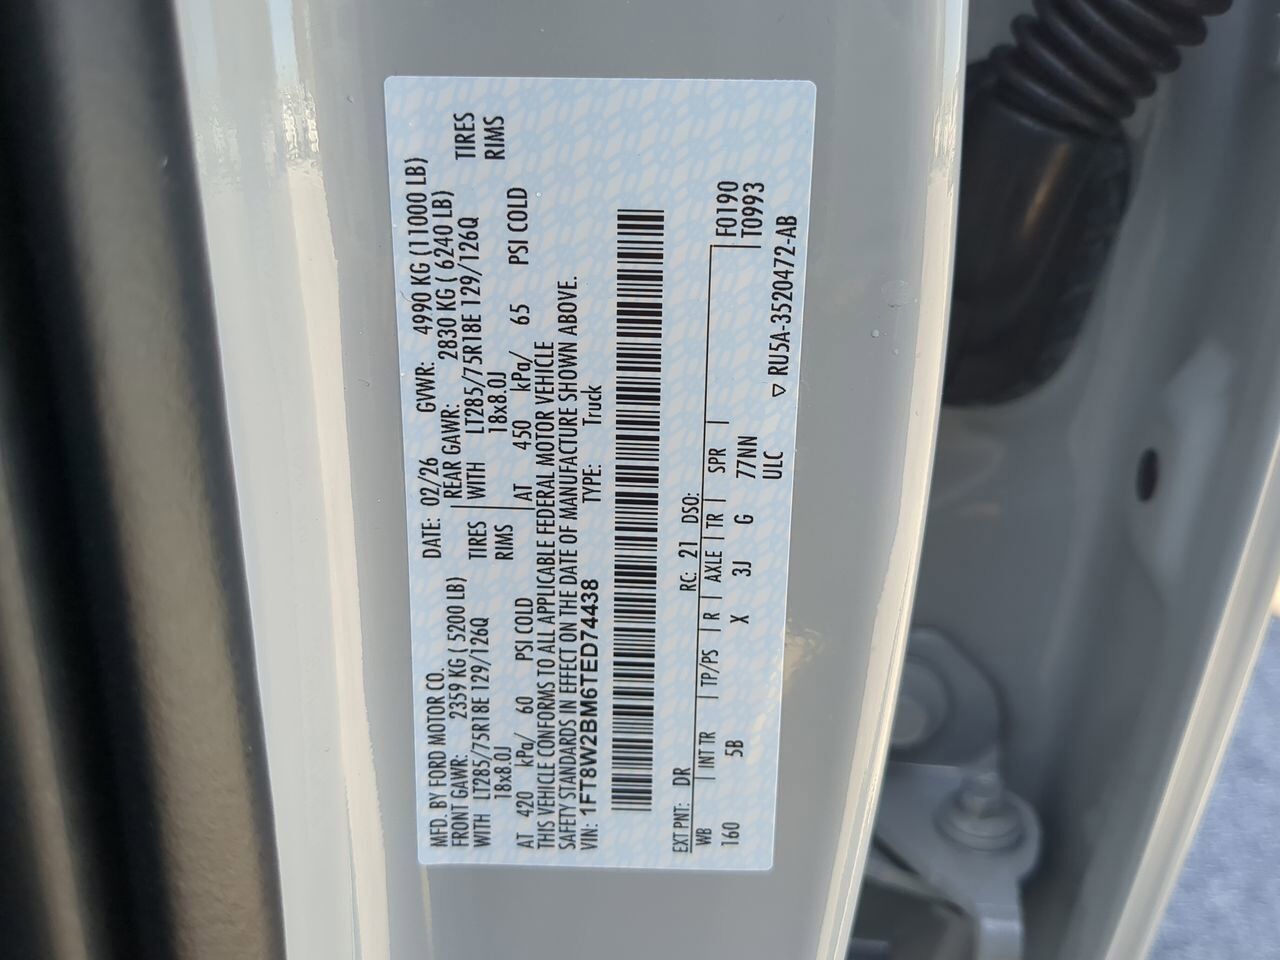 MFD. BY FORD MOTOR CO. DATE: 02/26 GVWR: 4990 KG (11000 LB)
FRONT GAWR: 2359 KG ( 5200 LB) REAR GAWR: 2830 KG ( 6240 LB)
WITH LT285/75R18E 129/126Q TIRES WITH LT285/75R18E 129/126Q TIRES
18x8.0J RIMS 18x8.0J RIMS
AT 420 kPa/ 60 PSI COLD AT 450 kPa/ 65 PSI COLD
THIS VEHICLE CONFORMS TO ALL APPLICABLE FEDERAL MOTOR VEHICLE
SAFETY STANDARDS IN EFFECT ON THE DATE OF MANUFACTURE SHOWN ABOVE.
VIN: 1FT8W2BM6TED74438 TYPE: Truck
EXT PNT: DR RC: 21 DSO:
WB INT TR TP/PS R AXLE TR SPR F0190
160 5B X 3J G 77NN T0993
ULC
▽ RU5A-3520472-AB